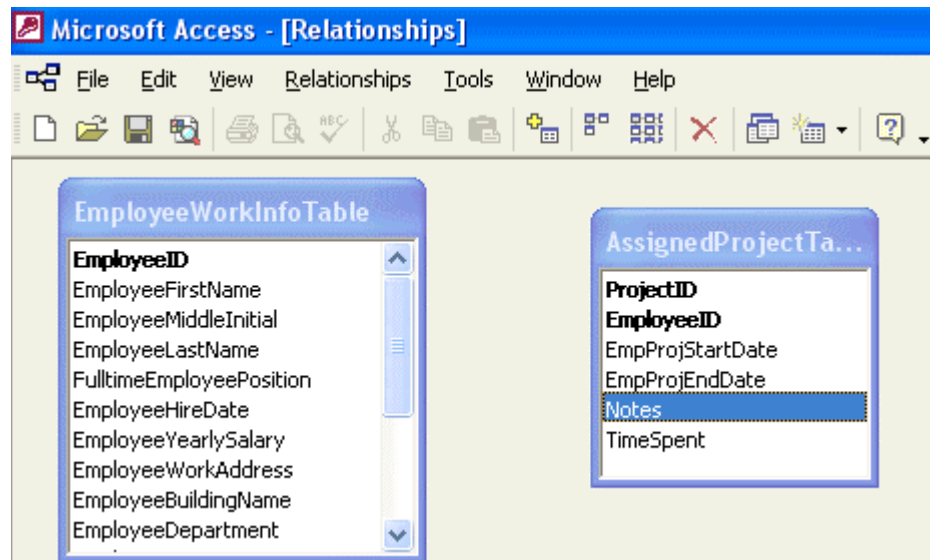 Microsoft Access - [Relationships]
File Edit View Relationships Tools Window Help
ABC
EmployeeWorkInfoTable
EmployeeID
EmployeeFirstName
EmployeeMiddleInitial
EmployeeLastName
FulltimeEmployeePosition
EmployeeHireDate
EmployeeYearlySalary
EmployeeWorkAddress
EmployeeBuildingName
EmployeeDepartment
AssignedProjectTa...
ProjectID
EmployeeID
EmpProjStartDate
EmpProjEndDate
Notes
TimeSpent